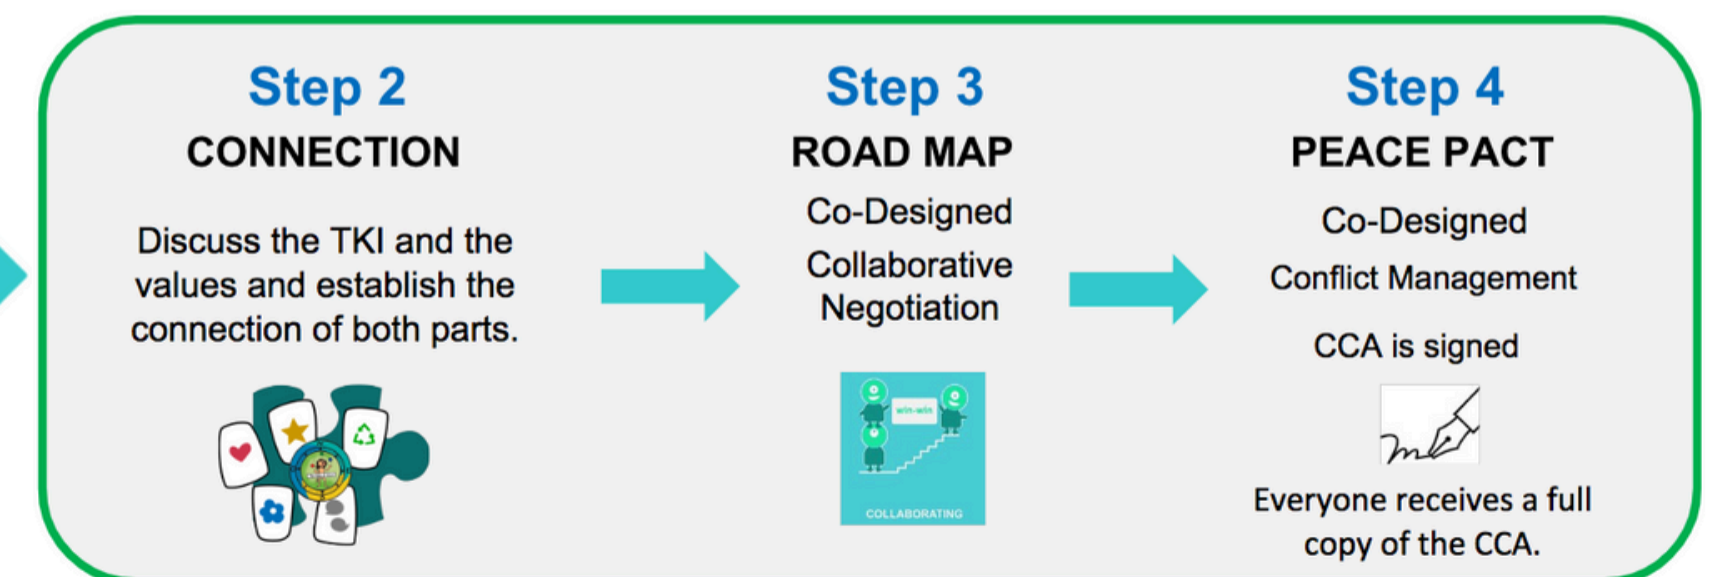 Step 2
CONNECTION
Discuss the TKI and the
values and establish the
connection of both parts.
Step 3
ROAD MAP
Co-Designed
Collaborative
Negotiation
win-win
COLLABORATING
Step 4
PEACE PACT
Co-Designed
Conflict Management
CCA is signed
Everyone receives a full
copy of the CCA.